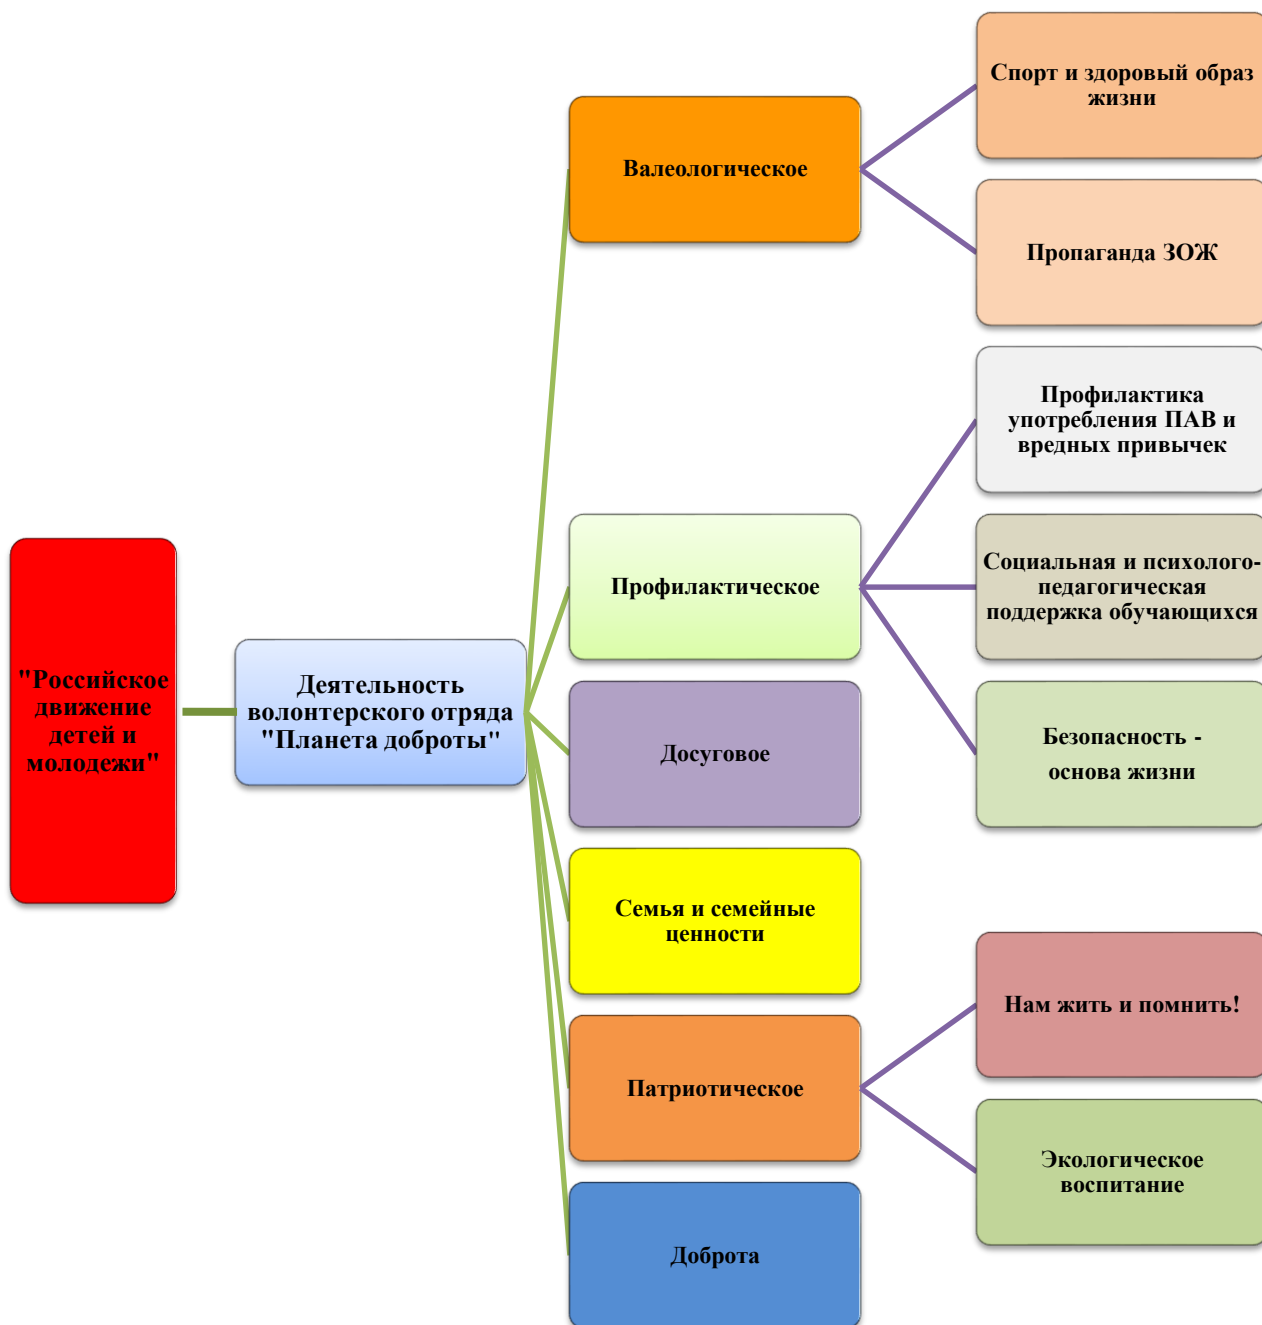 "Российское
движение
детей и
молодежи"
Деятельность
волонтерского отряда
"Планета доброты"
Валеологическое
Спорт и здоровый образ
жизни
Пропаганда ЗОЖ
Профилактическое
Профилактика
употребления ПАВ и
вредных привычек
Социальная и психолого-
педагогическая
поддержка обучающихся
Безопасность -
основа жизни
Досуговое
Семья и семейные
ценности
Патриотическое
Нам жить и помнить!
Экологическое
воспитание
Доброта